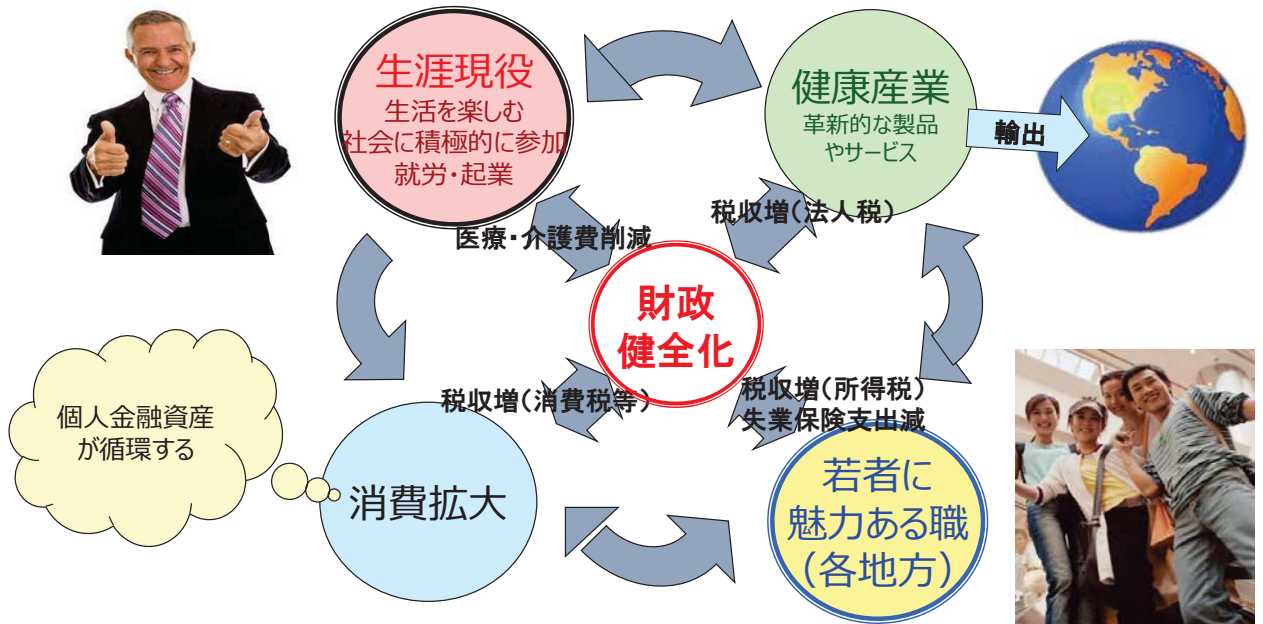 生涯現役
生活を楽しむ
社会に積極的に参加
就労・起業
健康産業
革新的な製品
やサービス
輸出
医療・介護費削減
税収増(法人税)
財政
健全化
税収増(消費税等)
税収増(所得税)
失業保険支出減
個人金融資産
が循環する
消費拡大
若者に
魅力ある職
(各地方)